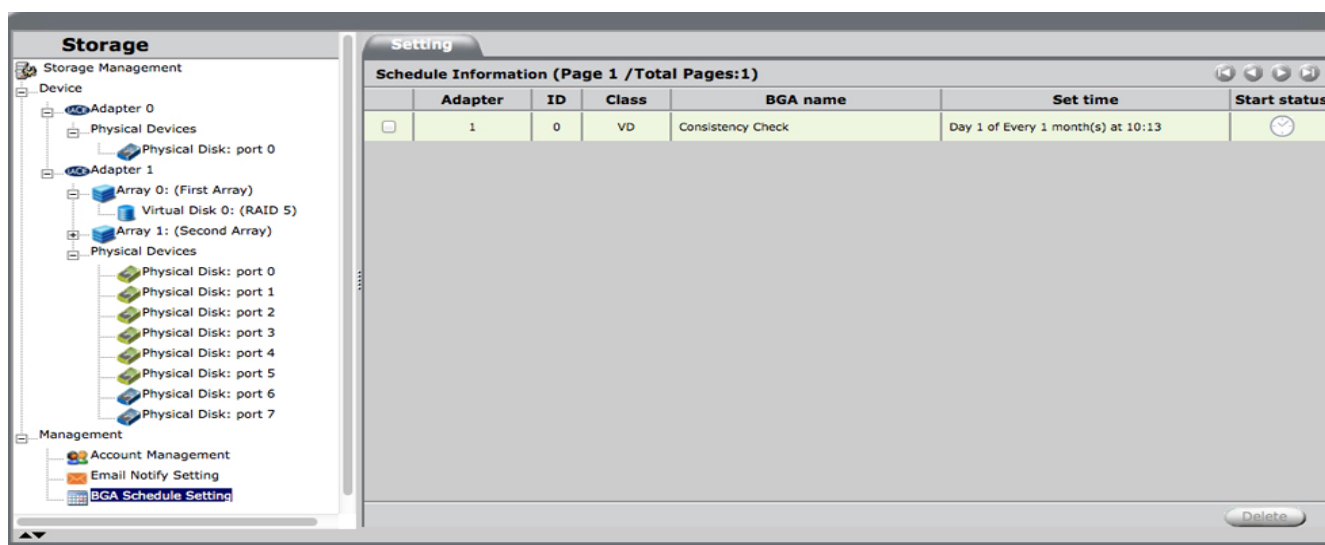 Storage
Storage Management
Device
Adapter 0
Physical Devices
Physical Disk: port 0
Adapter 1
Array 0: (First Array)
Virtual Disk 0: (RAID 5)
Array 1: (Second Array)
Physical Devices
Physical Disk: port 0
Physical Disk: port 1
Physical Disk: port 2
Physical Disk: port 3
Physical Disk: port 4
Physical Disk: port 5
Physical Disk: port 6
Physical Disk: port 7
Management
Account Management
Email Notify Setting
BGA Schedule Setting
Setting
Schedule Information (Page 1 /Total Pages:1)
Adapter ID Class BGA name Set time Start status
1 0 VD Consistency Check Day 1 of Every 1 month(s) at 10:13
Delete